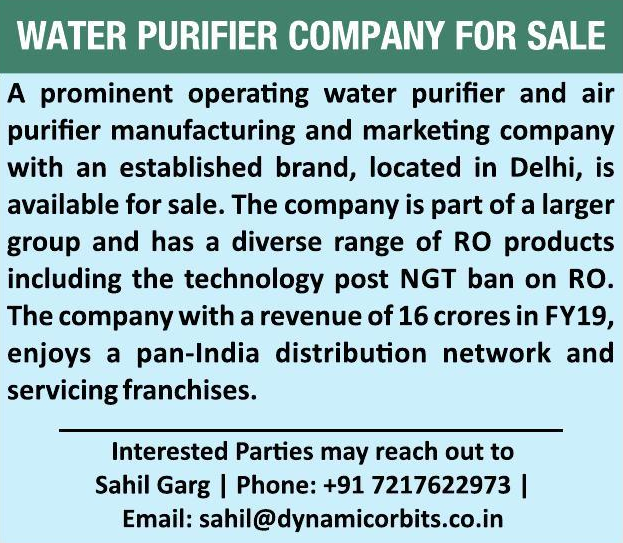 WATER PURIFIER COMPANY FOR SALE
A prominent operating water purifier and air
purifier manufacturing and marketing company
with an established brand, located in Delhi, is
available for sale. The company is part of a larger
group and has a diverse range of RO products
including the technology post NGT ban on RO.
The company with a revenue of 16 crores in FY19,
enjoys a pan-India distribution network and
servicing franchises.
Interested Parties may reach out to
Sahil Garg | Phone: +91 7217622973 |
Email: sahil@dynamicorbits.co.in